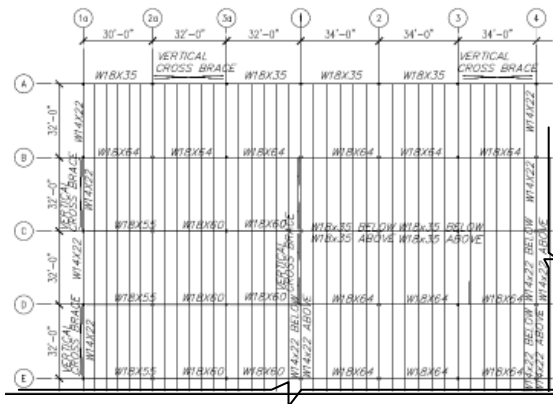 1a 2a 3a 1 2 3 4
30'-0" 32'-0" 32'-0" 34'-0" 34'-0" 34'-0"
VERTICAL CROSS BRACE
VERTICAL CROSS BRACE
A W18X35 W18X35 W18X35 W18X35 W18X35
32'-0" W14X22 W14X22
B W18X64 W18X64 W18X64 W18X64 W18X64 W18X64
32'-0" VERTICAL CROSS BRACE W14X22 W14X22
C W18X55 W18X60 W18X60 W18x35 BELOW W18x35 BELOW
W18x35 ABOVE W18x35 ABOVE
32'-0" W14X22 VERTICAL CROSS BRACE W14x22 BELOW W14x22 ABOVE
D W18X55 W18X60 W18X60 W18X64 W18X64 W18X64
32'-0" VERTICAL CROSS BRACE W14X22 W14x22 BELOW W14x22 ABOVE W14x22 BELOW W14x22 ABOVE
E W18X55 W18X60 W18X60 W18X64 W18X64 W18X64